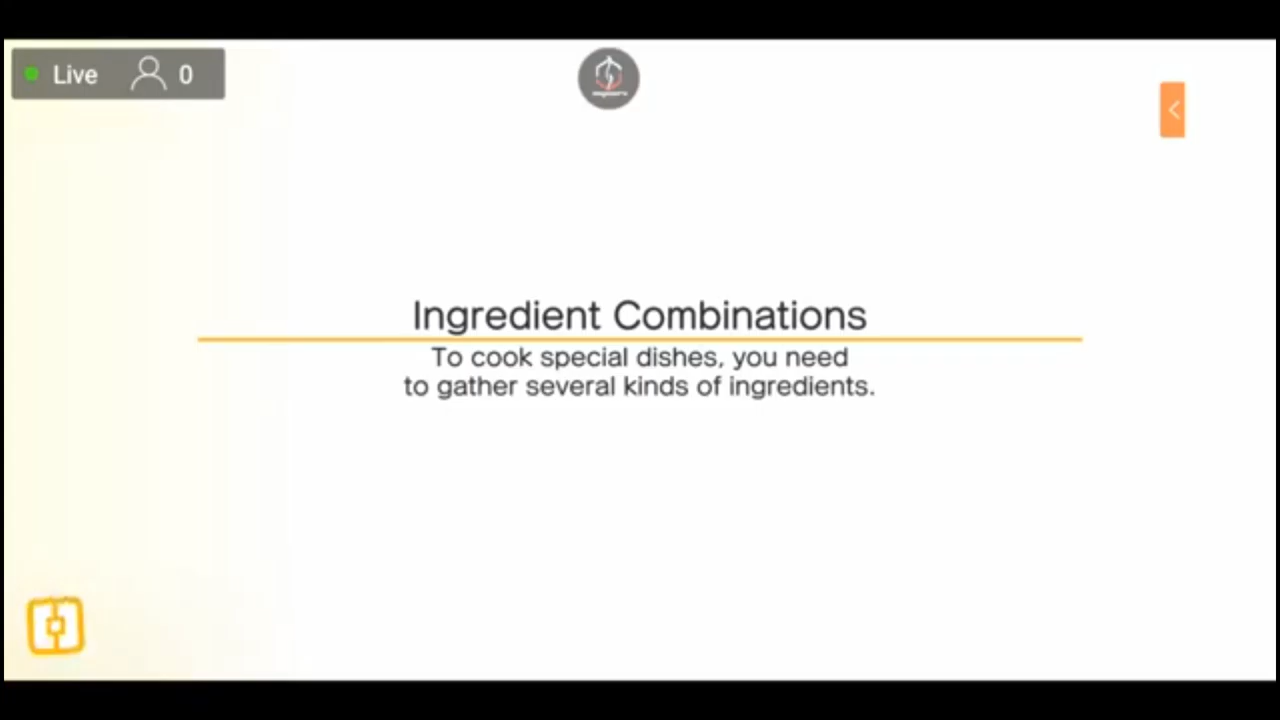 Live 0
Ingredient Combinations
To cook special dishes, you need
to gather several kinds of ingredients.